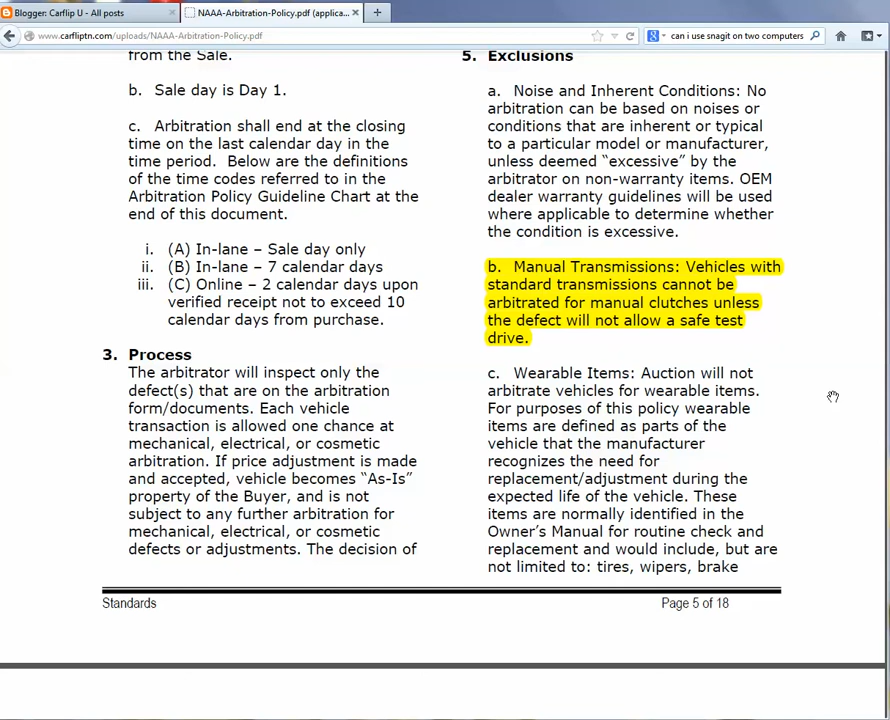 Blogger: Carflip U - All posts
NAAA-Arbitration-Policy.pdf (applica...
www.carfliptn.com/uploads/NAAA-Arbitration-Policy.pdf
can i use snagit on two computers
from the Sale.
b. Sale day is Day 1.
c. Arbitration shall end at the closing
time on the last calendar day in the
time period. Below are the definitions
of the time codes referred to in the
Arbitration Policy Guideline Chart at the
end of this document.
i. (A) In-lane – Sale day only
ii. (B) In-lane – 7 calendar days
iii. (C) Online – 2 calendar days upon
verified receipt not to exceed 10
calendar days from purchase.
3. Process
The arbitrator will inspect only the
defect(s) that are on the arbitration
form/documents. Each vehicle
transaction is allowed one chance at
mechanical, electrical, or cosmetic
arbitration. If price adjustment is made
and accepted, vehicle becomes “As-Is”
property of the Buyer, and is not
subject to any further arbitration for
mechanical, electrical, or cosmetic
defects or adjustments. The decision of
5. Exclusions
a. Noise and Inherent Conditions: No
arbitration can be based on noises or
conditions that are inherent or typical
to a particular model or manufacturer,
unless deemed “excessive” by the
arbitrator on non-warranty items. OEM
dealer warranty guidelines will be used
where applicable to determine whether
the condition is excessive.
b. Manual Transmissions: Vehicles with
standard transmissions cannot be
arbitrated for manual clutches unless
the defect will not allow a safe test
drive.
c. Wearable Items: Auction will not
arbitrate vehicles for wearable items.
For purposes of this policy wearable
items are defined as parts of the
vehicle that the manufacturer
recognizes the need for
replacement/adjustment during the
expected life of the vehicle. These
items are normally identified in the
Owner’s Manual for routine check and
replacement and would include, but are
not limited to: tires, wipers, brake
Standards
Page 5 of 18